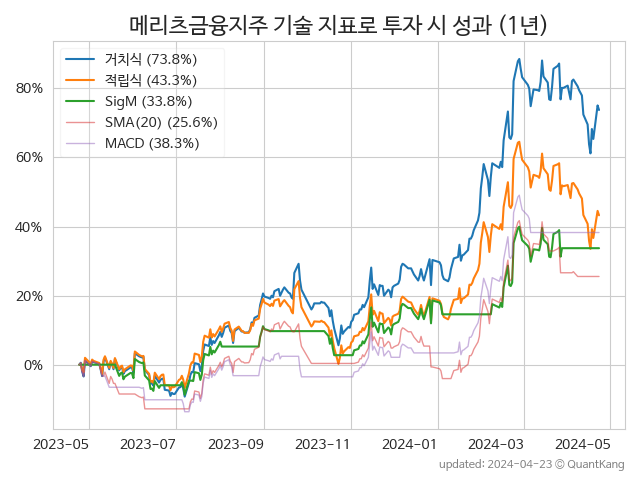 메리츠금융지주 기술 지표로 투자 시 성과 (1년)
거치식 (73.8%)
적립식 (43.3%)
SigM (33.8%)
SMA(20) (25.6%)
MACD (38.3%)
80%
60%
40%
20%
0%
2023-05 2023-07 2023-09 2023-11 2024-01 2024-03 2024-05
updated: 2024-04-23 © QuantKang